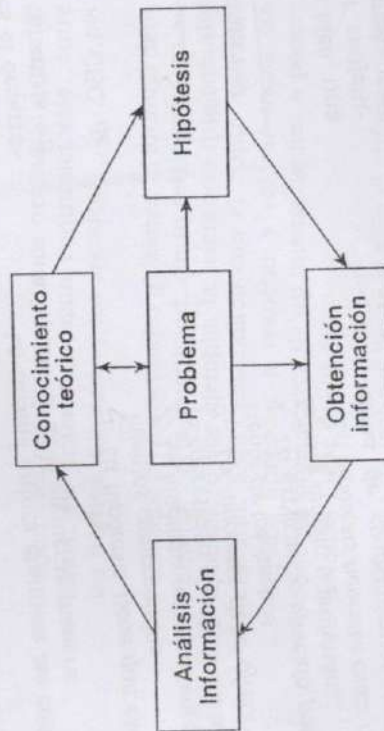 Conocimiento
teórico
Hipótesis
Problema
Análisis
Información
Obtención
información